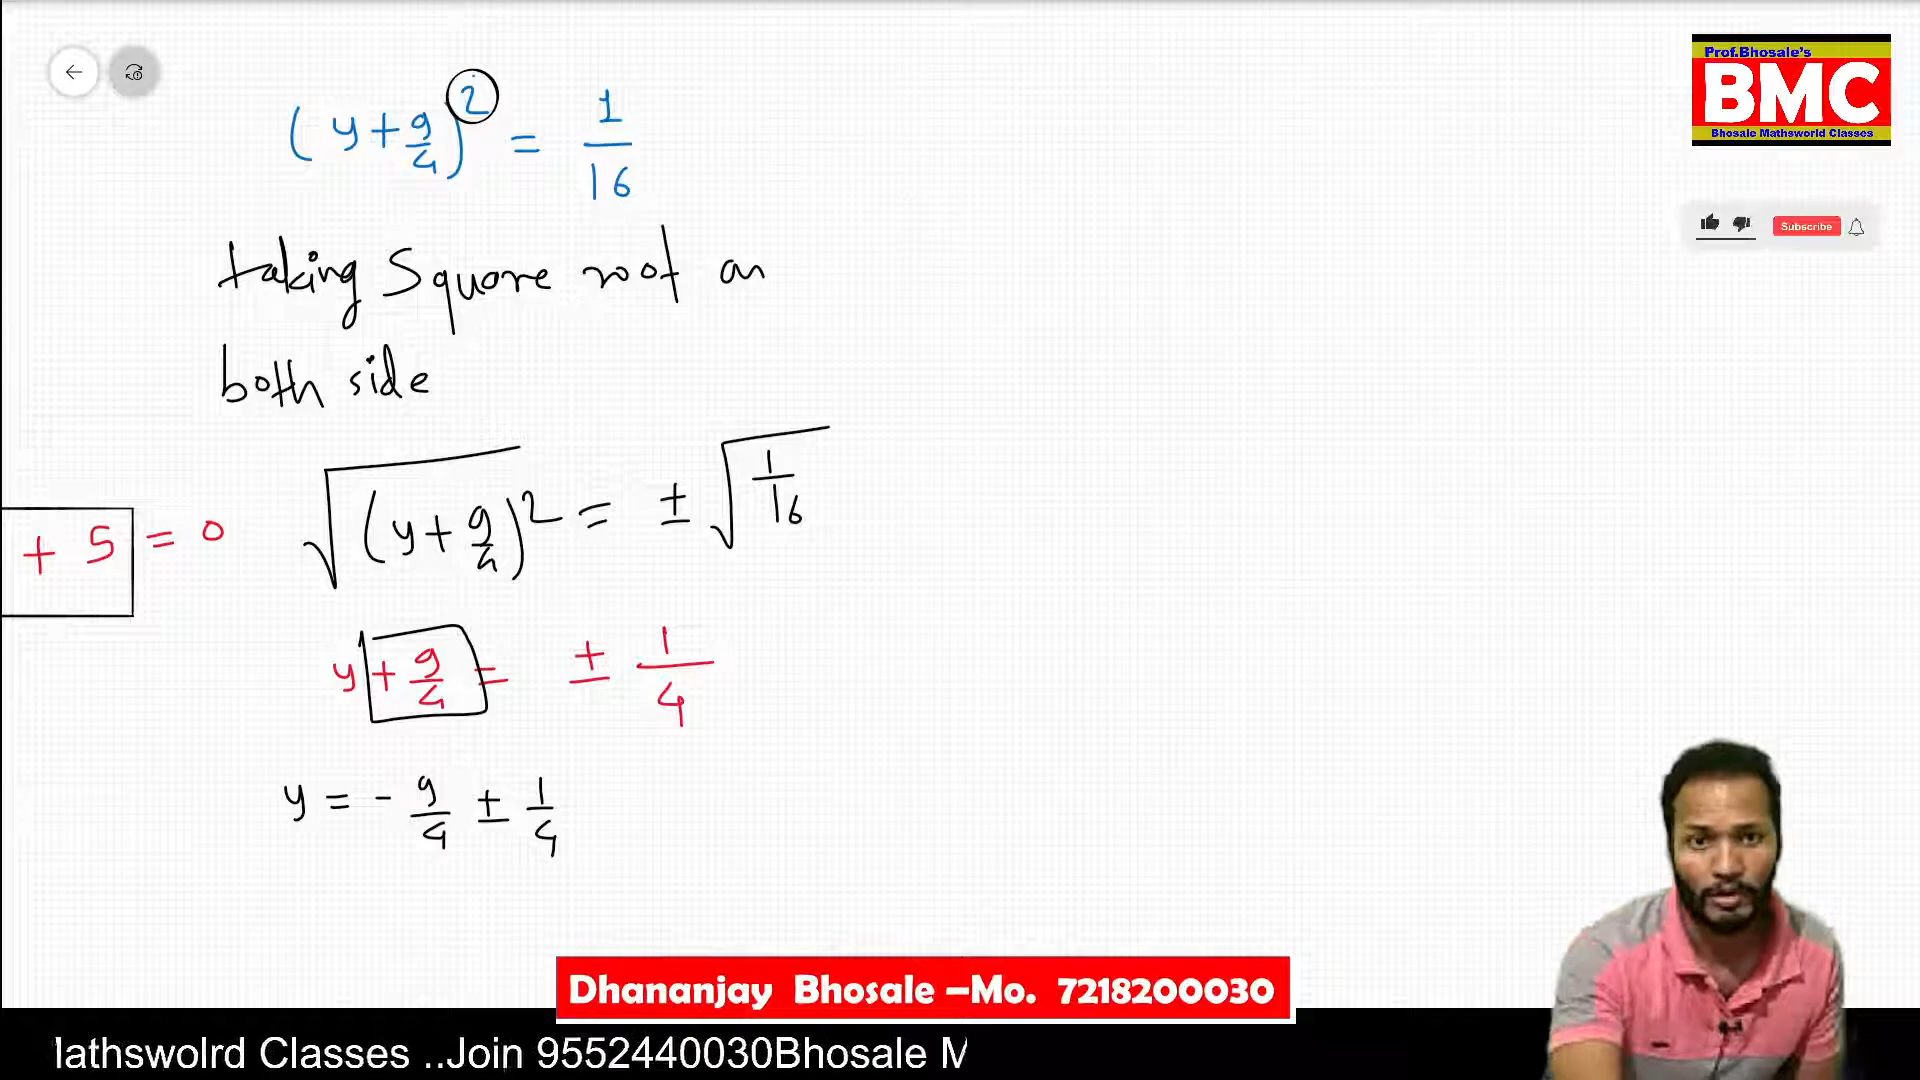 Prof.Bhosale's
BMC
Bhosale Mathsworld Classes
Subscribe
(y+9/4)² = 1/16
taking Square root on
both side
√(y+9/4)² = ± √1/16
+ 5 = 0
y + 9/4 = ± 1/4
y = - 9/4 ± 1/4
Dhananjay Bhosale –Mo. 7218200030
lathswolrd Classes ..Join 9552440030Bhosale M